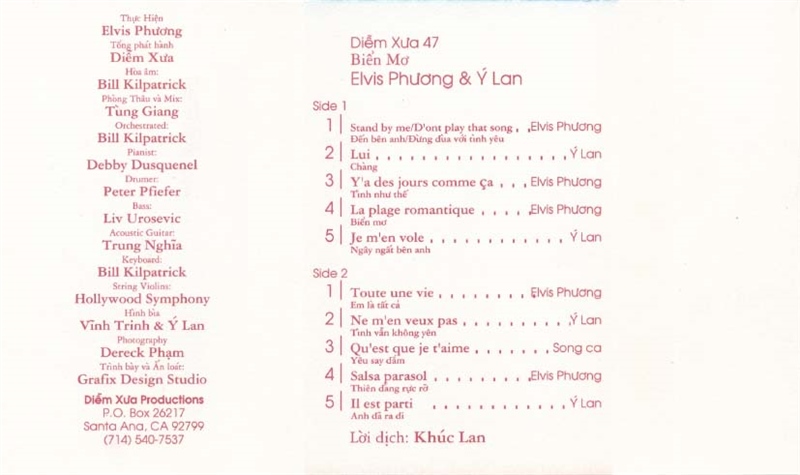 Thực Hiện
Elvis Phương
Tổng phát hành
Diễm Xưa
Hòa âm:
Bill Kilpatrick
Phòng Thâu và Mix:
Tùng Giang
Orchestrated:
Bill Kilpatrick
Pianist:
Debby Dusquenel
Drumer:
Peter Pfiefer
Bass:
Liv Urosevic
Acoustic Guitar:
Trung Nghĩa
Keyboard:
Bill Kilpatrick
String Violins:
Hollywood Symphony
Hình bìa
Vĩnh Trinh & Ý Lan
Photography
Dereck Phạm
Trình bày và Ấn loát:
Grafix Design Studio
Diễm Xưa Productions
P.O. Box 26217
Santa Ana, CA 92799
(714) 540-7537
Diễm Xưa 47
Biển Mơ
Elvis Phương & Ý Lan
Side 1
1 Stand by me/D'ont play that song . . Elvis Phương
Đến bên anh/Đừng đùa với tình yêu
2 Lui . . . . . . . . . . . . . . . . Ý Lan
Chàng
3 Y'a des jours comme ça . . . Elvis Phương
Tình như thế
4 La plage romantique . . . . . Elvis Phương
Biển mơ
5 Je m'en vole . . . . . . . . . . . Ý Lan
Ngây ngất bên anh
Side 2
1 Toute une vie . . . . . . . . Elvis Phương
Em là tất cả
2 Ne m'en veux pas . . . . . . . . . Ý Lan
Tình vẫn không yên
3 Qu'est que je t'aime . . . . . . . Song ca
Yêu say đắm
4 Salsa parasol . . . . . . . . Elvis Phương
Thiên đàng rực rỡ
5 Il est parti . . . . . . . . . . . Ý Lan
Anh đã ra đi
Lời dịch: Khúc Lan